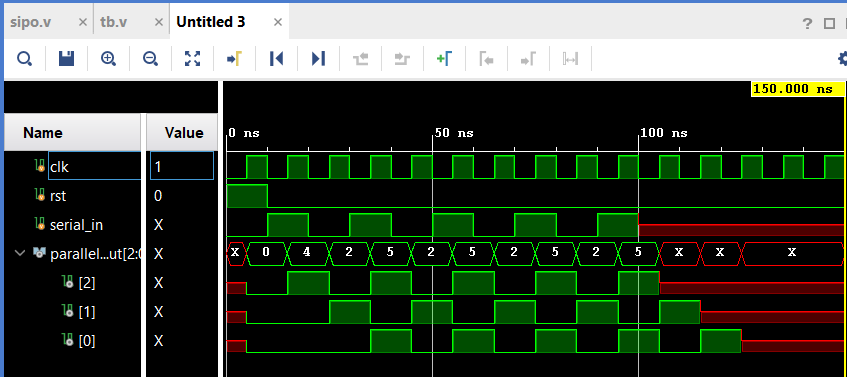 sipo.v × tb.v × Untitled 3 ×
?
150.000 ns
Name Value 0 ns 50 ns 100 ns
clk 1
rst 0
serial_in X
parallel...ut[2:0 X X 0 4 2 5 2 5 2 5 2 5 X X X
[2] X
[1] X
[0] X